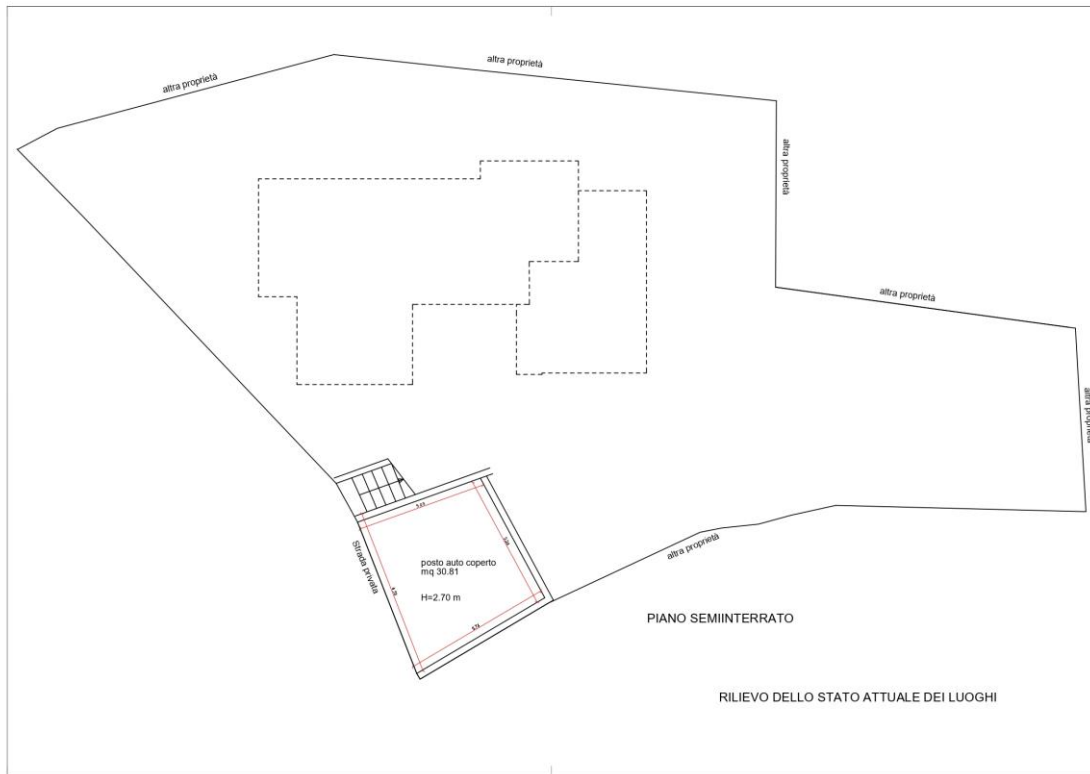 altra proprietà
altra proprietà
altra proprietà
altra proprietà
altra proprietà
altra proprietà
Strada privata
posto auto coperto
mq 30.81
H=2.70 m
PIANO SEMIINTERRATO
RILIEVO DELLO STATO ATTUALE DEI LUOGHI